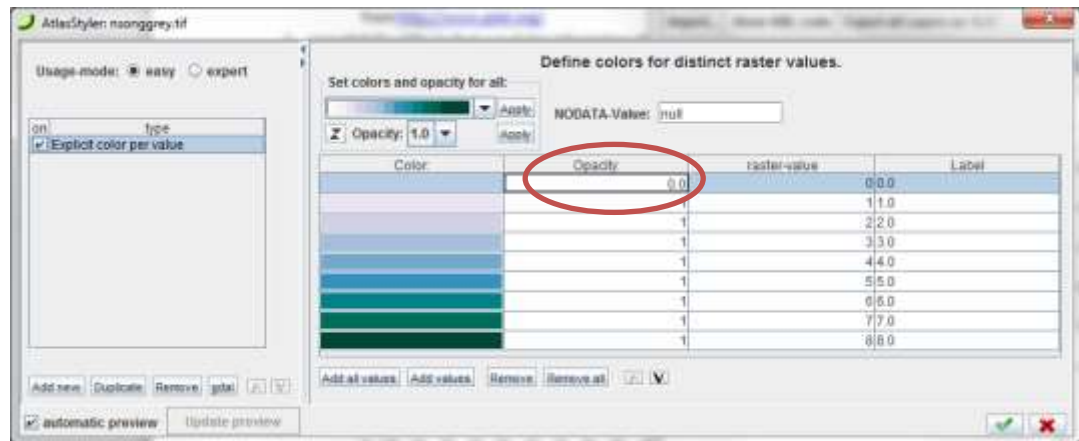 AtlasStyler: nsonggrey.tif
Usage-mode: easy expert
on type
Explicit color per value
Add new Duplicate Remove gdal
automatic preview Update preview
Define colors for distinct raster values.
Set colors and opacity for all:
Apply
NODATA-Value: null
Z Opacity: 1.0 Apply
Color Opacity raster-value Label
0.0 0 0.0
1 1 1.0
1 2 2.0
1 3 3.0
1 4 4.0
1 5 5.0
1 6 6.0
1 7 7.0
1 8 8.0
Add all values Add values Remove Remove all